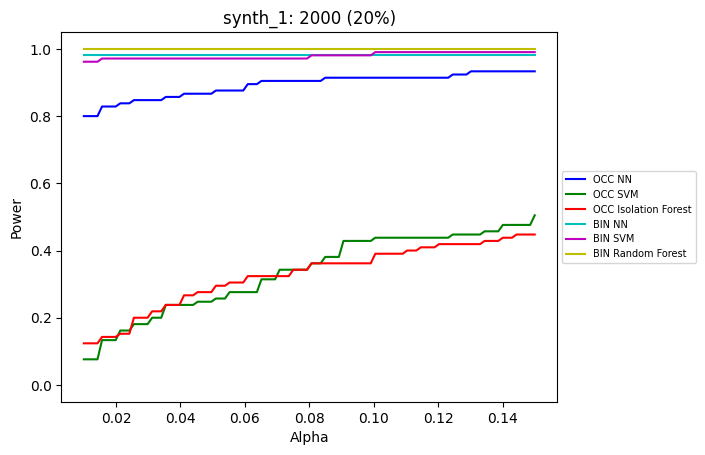 synth_1: 2000 (20%)
1.0
0.8
0.6
0.4
0.2
0.0
Power
0.02
0.04
0.06
0.08
0.10
0.12
0.14
Alpha
OCC NN
OCC SVM
OCC Isolation Forest
BIN NN
BIN SVM
BIN Random Forest